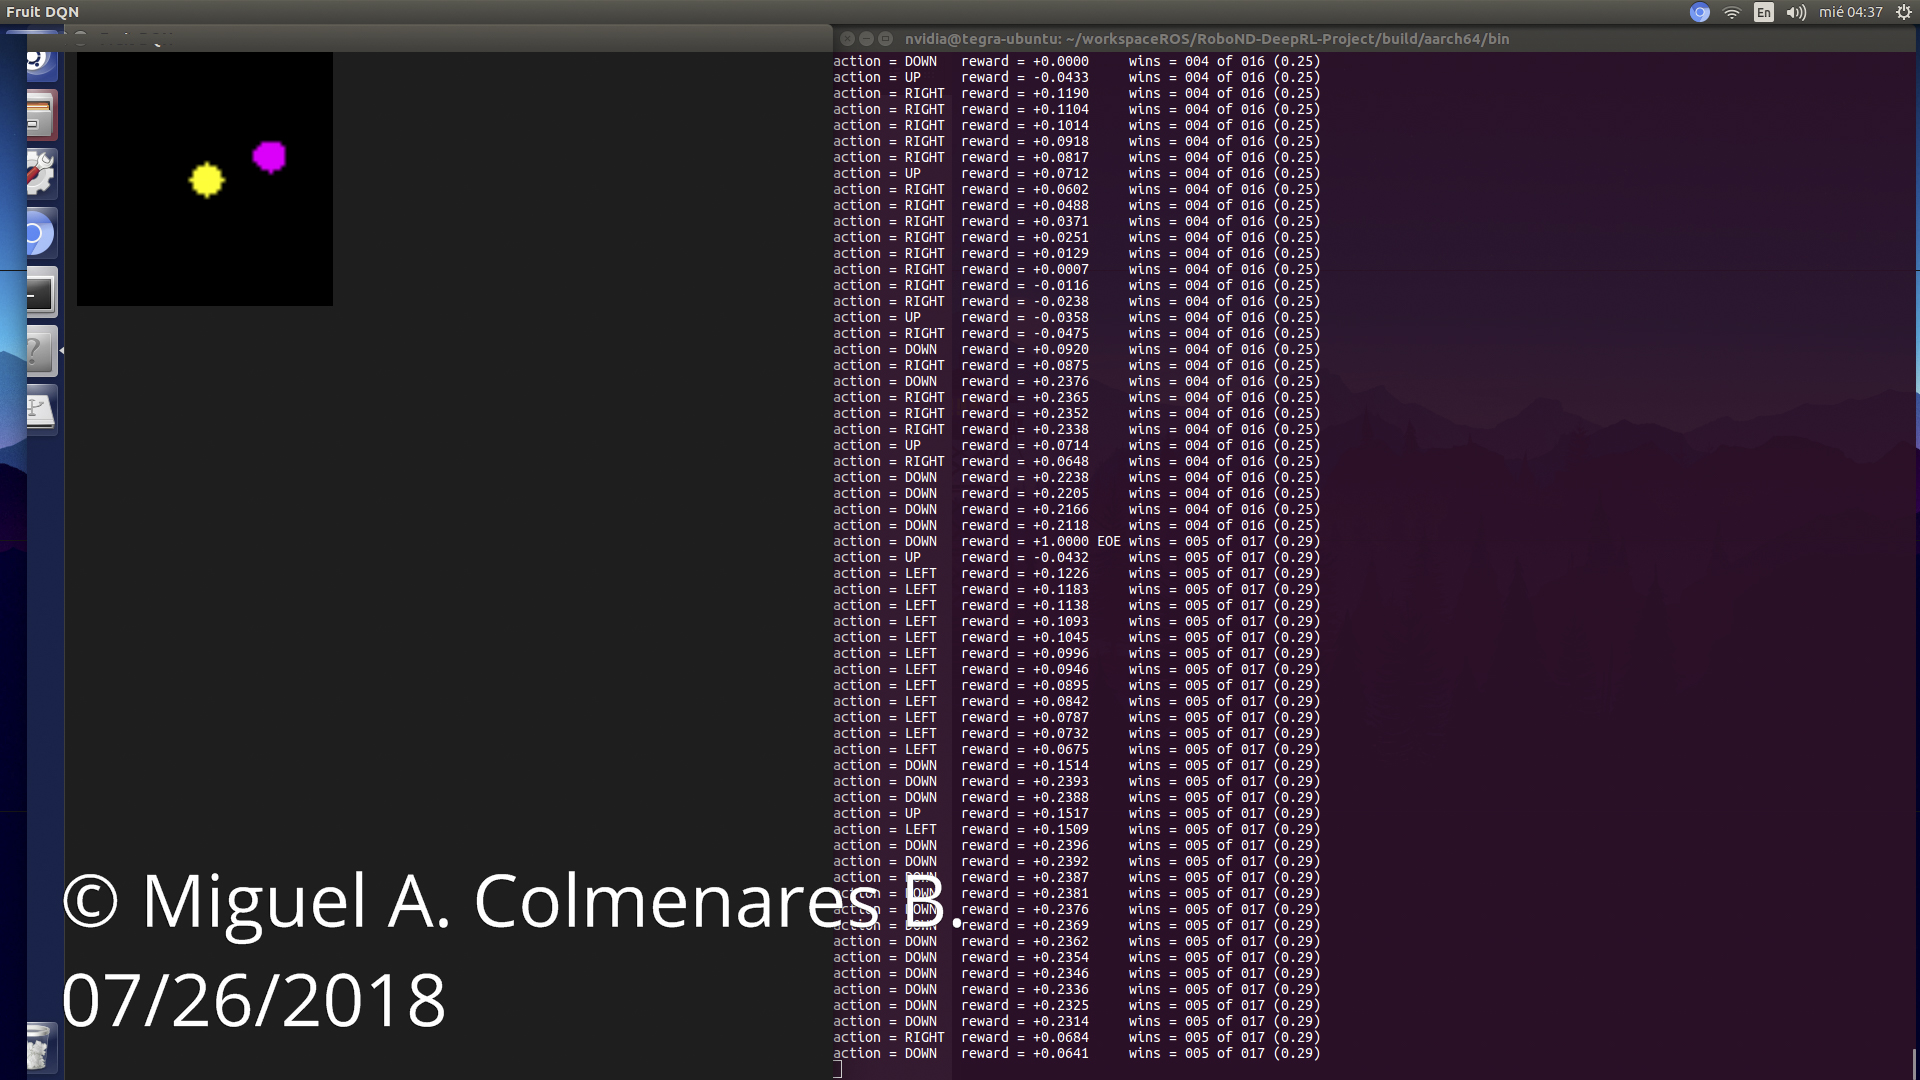 Fruit DQN
En
mié 04:37
nvidia@tegra-ubuntu: ~/workspaceROS/RoboND-DeepRL-Project/build/aarch64/bin
action = DOWN reward = +0.0000 wins = 004 of 016 (0.25)
action = UP reward = -0.0433 wins = 004 of 016 (0.25)
action = RIGHT reward = +0.1190 wins = 004 of 016 (0.25)
action = RIGHT reward = +0.1104 wins = 004 of 016 (0.25)
action = RIGHT reward = +0.1014 wins = 004 of 016 (0.25)
action = RIGHT reward = +0.0918 wins = 004 of 016 (0.25)
action = RIGHT reward = +0.0817 wins = 004 of 016 (0.25)
action = UP reward = +0.0712 wins = 004 of 016 (0.25)
action = RIGHT reward = +0.0602 wins = 004 of 016 (0.25)
action = RIGHT reward = +0.0488 wins = 004 of 016 (0.25)
action = RIGHT reward = +0.0371 wins = 004 of 016 (0.25)
action = RIGHT reward = +0.0251 wins = 004 of 016 (0.25)
action = RIGHT reward = +0.0129 wins = 004 of 016 (0.25)
action = RIGHT reward = +0.0007 wins = 004 of 016 (0.25)
action = RIGHT reward = -0.0116 wins = 004 of 016 (0.25)
action = RIGHT reward = -0.0238 wins = 004 of 016 (0.25)
action = UP reward = -0.0358 wins = 004 of 016 (0.25)
action = RIGHT reward = -0.0475 wins = 004 of 016 (0.25)
action = DOWN reward = +0.0920 wins = 004 of 016 (0.25)
action = RIGHT reward = +0.0875 wins = 004 of 016 (0.25)
action = DOWN reward = +0.2376 wins = 004 of 016 (0.25)
action = RIGHT reward = +0.2365 wins = 004 of 016 (0.25)
action = RIGHT reward = +0.2352 wins = 004 of 016 (0.25)
action = RIGHT reward = +0.2338 wins = 004 of 016 (0.25)
action = UP reward = +0.0714 wins = 004 of 016 (0.25)
action = RIGHT reward = +0.0648 wins = 004 of 016 (0.25)
action = DOWN reward = +0.2238 wins = 004 of 016 (0.25)
action = DOWN reward = +0.2205 wins = 004 of 016 (0.25)
action = DOWN reward = +0.2166 wins = 004 of 016 (0.25)
action = DOWN reward = +0.2118 wins = 004 of 016 (0.25)
action = DOWN reward = +1.0000 EOE wins = 005 of 017 (0.29)
action = UP reward = -0.0432 wins = 005 of 017 (0.29)
action = LEFT reward = +0.1226 wins = 005 of 017 (0.29)
action = LEFT reward = +0.1183 wins = 005 of 017 (0.29)
action = LEFT reward = +0.1138 wins = 005 of 017 (0.29)
action = LEFT reward = +0.1093 wins = 005 of 017 (0.29)
action = LEFT reward = +0.1045 wins = 005 of 017 (0.29)
action = LEFT reward = +0.0996 wins = 005 of 017 (0.29)
action = LEFT reward = +0.0946 wins = 005 of 017 (0.29)
action = LEFT reward = +0.0895 wins = 005 of 017 (0.29)
action = LEFT reward = +0.0842 wins = 005 of 017 (0.29)
action = LEFT reward = +0.0787 wins = 005 of 017 (0.29)
action = LEFT reward = +0.0732 wins = 005 of 017 (0.29)
action = LEFT reward = +0.0675 wins = 005 of 017 (0.29)
action = DOWN reward = +0.1514 wins = 005 of 017 (0.29)
action = DOWN reward = +0.2393 wins = 005 of 017 (0.29)
action = DOWN reward = +0.2388 wins = 005 of 017 (0.29)
action = UP reward = +0.1517 wins = 005 of 017 (0.29)
action = LEFT reward = +0.1509 wins = 005 of 017 (0.29)
action = DOWN reward = +0.2396 wins = 005 of 017 (0.29)
action = DOWN reward = +0.2392 wins = 005 of 017 (0.29)
action = DOWN reward = +0.2387 wins = 005 of 017 (0.29)
action = DOWN reward = +0.2381 wins = 005 of 017 (0.29)
action = DOWN reward = +0.2376 wins = 005 of 017 (0.29)
action = DOWN reward = +0.2369 wins = 005 of 017 (0.29)
action = DOWN reward = +0.2362 wins = 005 of 017 (0.29)
action = DOWN reward = +0.2354 wins = 005 of 017 (0.29)
action = DOWN reward = +0.2346 wins = 005 of 017 (0.29)
action = DOWN reward = +0.2336 wins = 005 of 017 (0.29)
action = DOWN reward = +0.2325 wins = 005 of 017 (0.29)
action = DOWN reward = +0.2314 wins = 005 of 017 (0.29)
action = RIGHT reward = +0.0684 wins = 005 of 017 (0.29)
action = DOWN reward = +0.0641 wins = 005 of 017 (0.29)
© Miguel A. Colmenares B.
07/26/2018